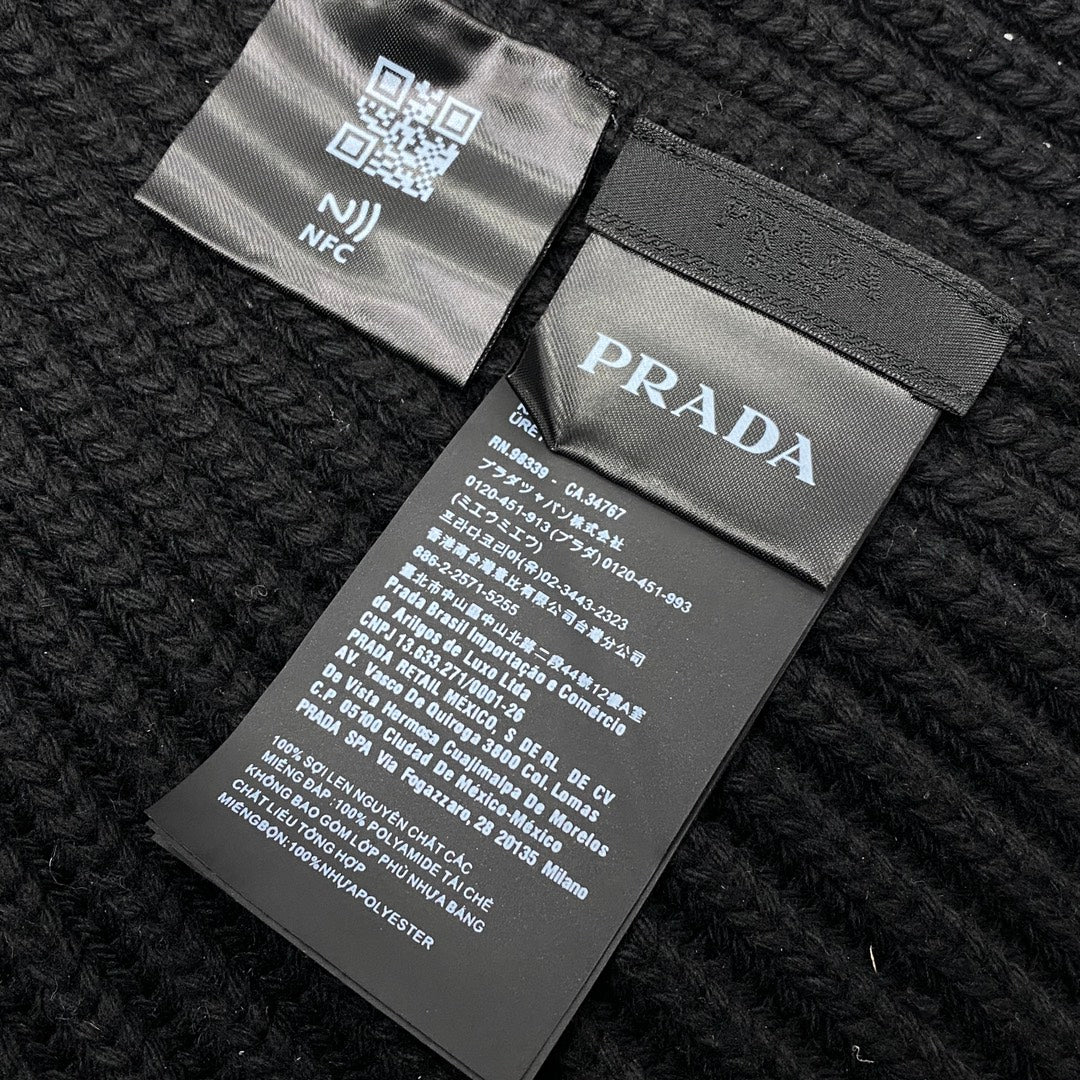 NFC
PRADA
PRADA
RN.98339 - CA.34767
プラダツャパソ株式会社
0120-451-913 (プラダ) 0120-451-993
(ミエウミエウ)
프라다코리아(유)02-3443-2323
香港商台灣普比有限公司台灣分公司
886-2-2571-5255
臺北市中山區中山北路二段44號12樓A室
Prada Brasil Importação e Comércio
de Arilgos de Luxo Ltda
CNPJ 13.633.271/0001-26
PRADA RETAIL MÉXICO, S DE RL DE CV
AV. Vasco De Quiroga 3800 Col. Lomas
De Vista Hermosa Cuajimalpa De Morelos
C.P. 05100 Ciudad De México-México
PRADA SPA Via Fogazzaro, 28 20135 Milano
100% SỢI LEN NGUYÊN CHẤT CÁC
MIẾNG ĐẮP :100% POLYAMIDE TÁI CHẾ
KHÔNG BAO GỒM LỚP PHỦ NHỰA BẰNG
CHẤT LIỆU TỔNG HỢP
MIẾNGBỌN:100%NHỰAPOLYESTER